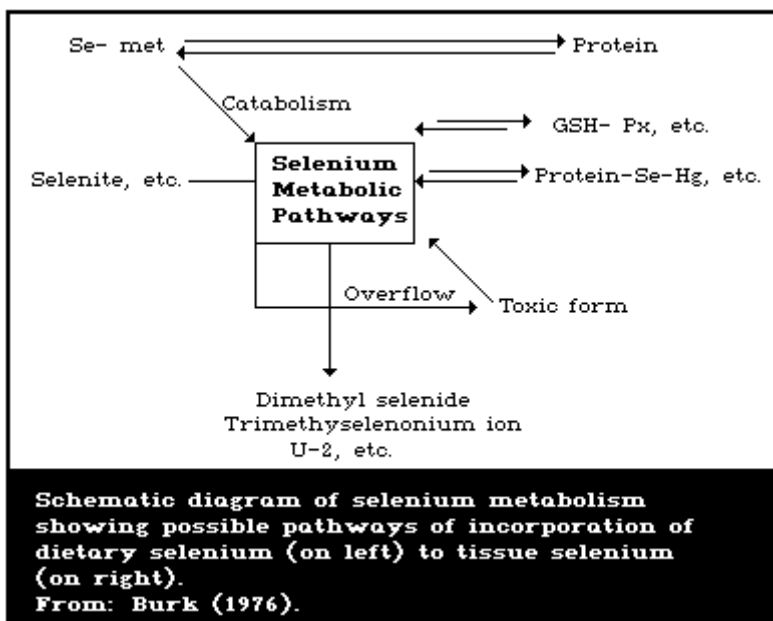 Se- met
Protein
Catabolism
GSH- Px, etc.
Selenium
Metabolic
Pathways
Selenite, etc.
Protein-Se-Hg, etc.
Overflow
Toxic form
Dimethyl selenide
Trimethyselenonium ion
U-2, etc.
Schematic diagram of selenium metabolism
showing possible pathways of incorporation of
dietary selenium (on left) to tissue selenium
(on right).
From: Burk (1976).